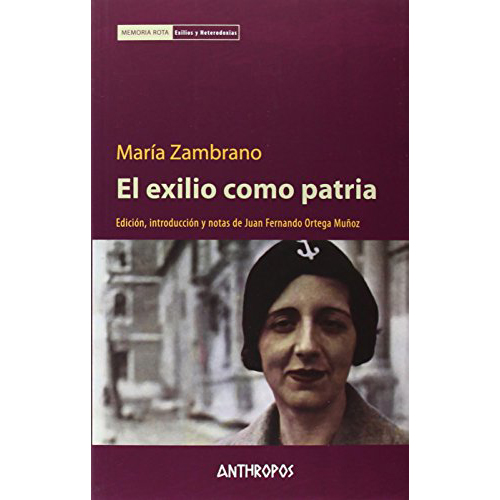 MEMORIA ROTA Exilios y Heterodoxias
María Zambrano
El exilio como patria
Edición, introducción y notas de Juan Fernando Ortega Muñoz
ANTHROPOS